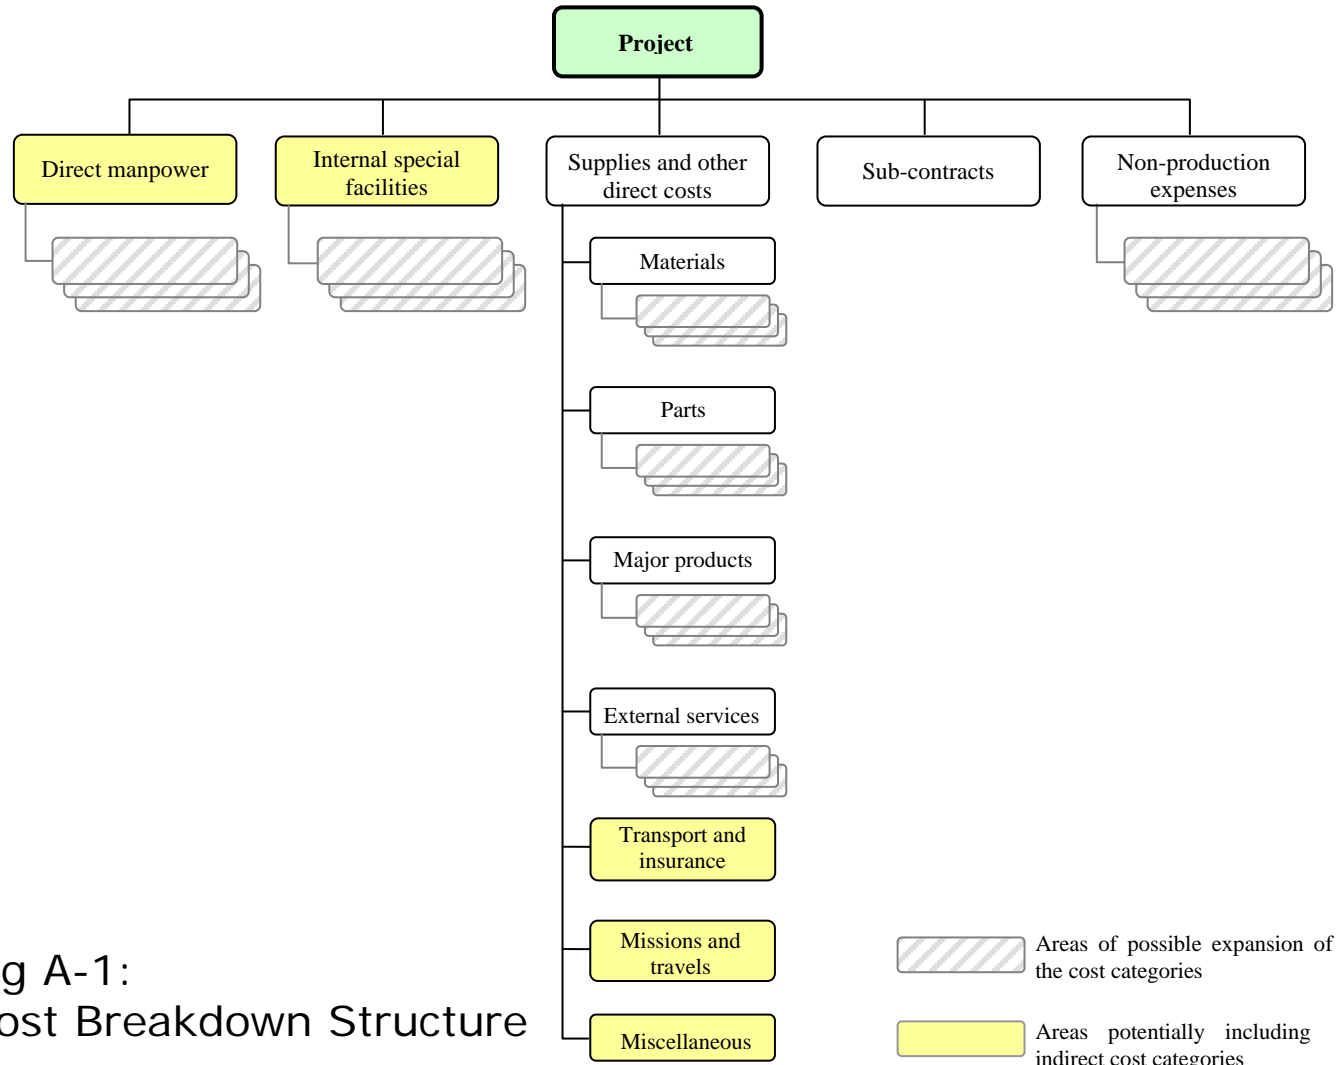 Project
Direct manpower
Internal special
facilities
Supplies and other
direct costs
Sub-contracts
Non-production
expenses
Materials
Parts
Major products
External services
Transport and
insurance
Missions and
travels
Miscellaneous
g A-1:
ost Breakdown Structure
Areas of possible expansion of
the cost categories
Areas potentially including
indirect cost categories